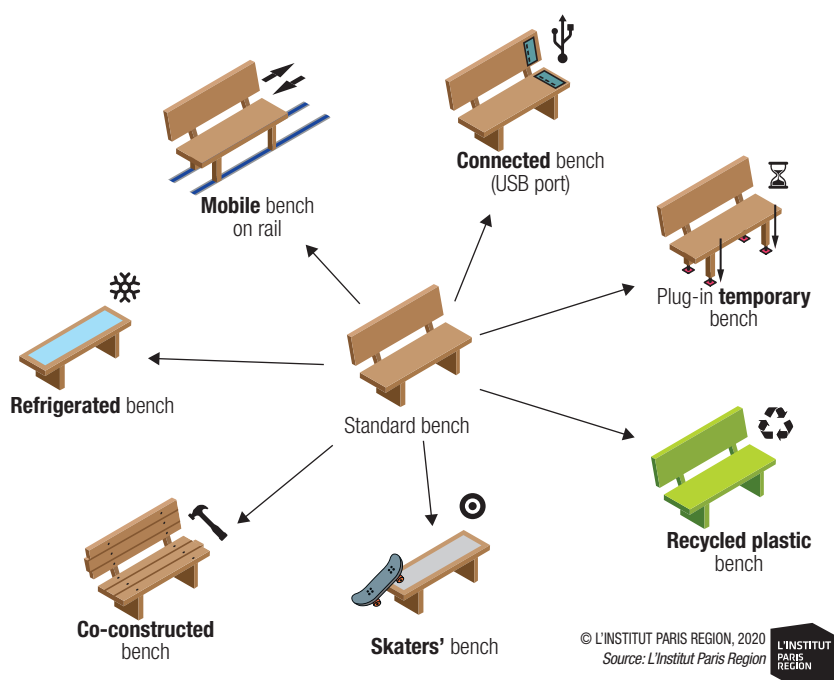 Connected bench
(USB port)
Mobile bench
on rail
Plug-in temporary
bench
Refrigerated bench
Standard bench
Recycled plastic
bench
Co-constructed
bench
Skaters' bench
© L'INSTITUT PARIS REGION, 2020
Source: L'Institut Paris Region
L'INSTITUT
PARIS
REGION